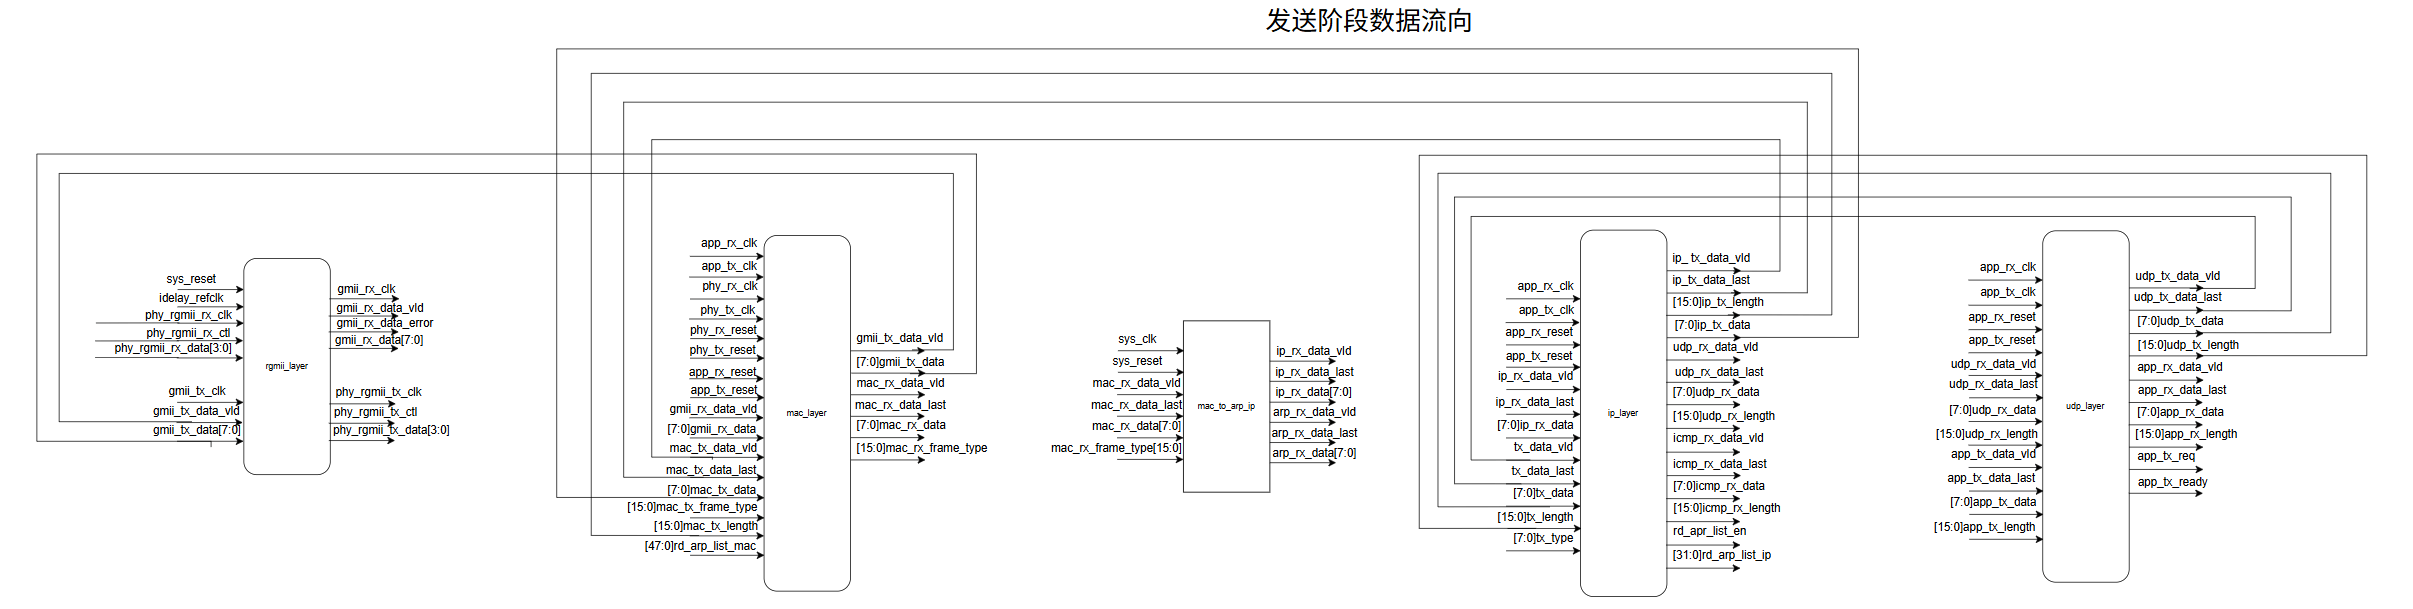 发送阶段数据流向
sys_reset
idelay_refclk
phy_rgmii_rx_clk
phy_rgmii_rx_ctl
phy_rgmii_rx_data[3:0]
gmii_tx_clk
gmii_tx_data_vld
gmii_tx_data[7:0]
rgmii_layer
gmii_rx_clk
gmii_rx_data_vld
gmii_rx_data_error
gmii_rx_data[7:0]
phy_rgmii_tx_clk
phy_rgmii_tx_ctl
phy_rgmii_tx_data[3:0]
app_rx_clk
app_tx_clk
phy_rx_clk
phy_tx_clk
phy_rx_reset
phy_tx_reset
app_rx_reset
app_tx_reset
gmii_rx_data_vld
[7:0]gmii_rx_data
mac_tx_data_vld
mac_tx_data_last
[7:0]mac_tx_data
[15:0]mac_tx_frame_type
[15:0]mac_tx_length
[47:0]rd_arp_list_mac
mac_layer
gmii_tx_data_vld
[7:0]gmii_tx_data
mac_rx_data_vld
mac_rx_data_last
[7:0]mac_rx_data
[15:0]mac_rx_frame_type
sys_clk
sys_reset
mac_rx_data_vld
mac_rx_data_last
mac_rx_data[7:0]
mac_rx_frame_type[15:0]
mac_to_arp_ip
ip_rx_data_vld
ip_rx_data_last
ip_rx_data[7:0]
arp_rx_data_vld
arp_rx_data_last
arp_rx_data[7:0]
app_rx_clk
app_tx_clk
app_rx_reset
app_tx_reset
ip_rx_data_vld
ip_rx_data_last
[7:0]ip_rx_data
tx_data_vld
tx_data_last
[7:0]tx_data
[15:0]tx_length
[7:0]tx_type
ip_layer
ip_ tx_data_vld
ip_tx_data_last
[15:0]ip_tx_length
[7:0]ip_tx_data
udp_rx_data_vld
udp_rx_data_last
[7:0]udp_rx_data
[15:0]udp_rx_length
icmp_rx_data_vld
icmp_rx_data_last
[7:0]icmp_rx_data
[15:0]icmp_rx_length
rd_apr_list_en
[31:0]rd_arp_list_ip
app_rx_clk
app_tx_clk
app_rx_reset
app_tx_reset
udp_rx_data_vld
udp_rx_data_last
[7:0]udp_rx_data
[15:0]udp_rx_length
app_tx_data_vld
app_tx_data_last
[7:0]app_tx_data
[15:0]app_tx_length
udp_layer
udp_tx_data_vld
udp_tx_data_last
[7:0]udp_tx_data
[15:0]udp_tx_length
app_rx_data_vld
app_rx_data_last
[7:0]app_rx_data
[15:0]app_rx_length
app_tx_req
app_tx_ready